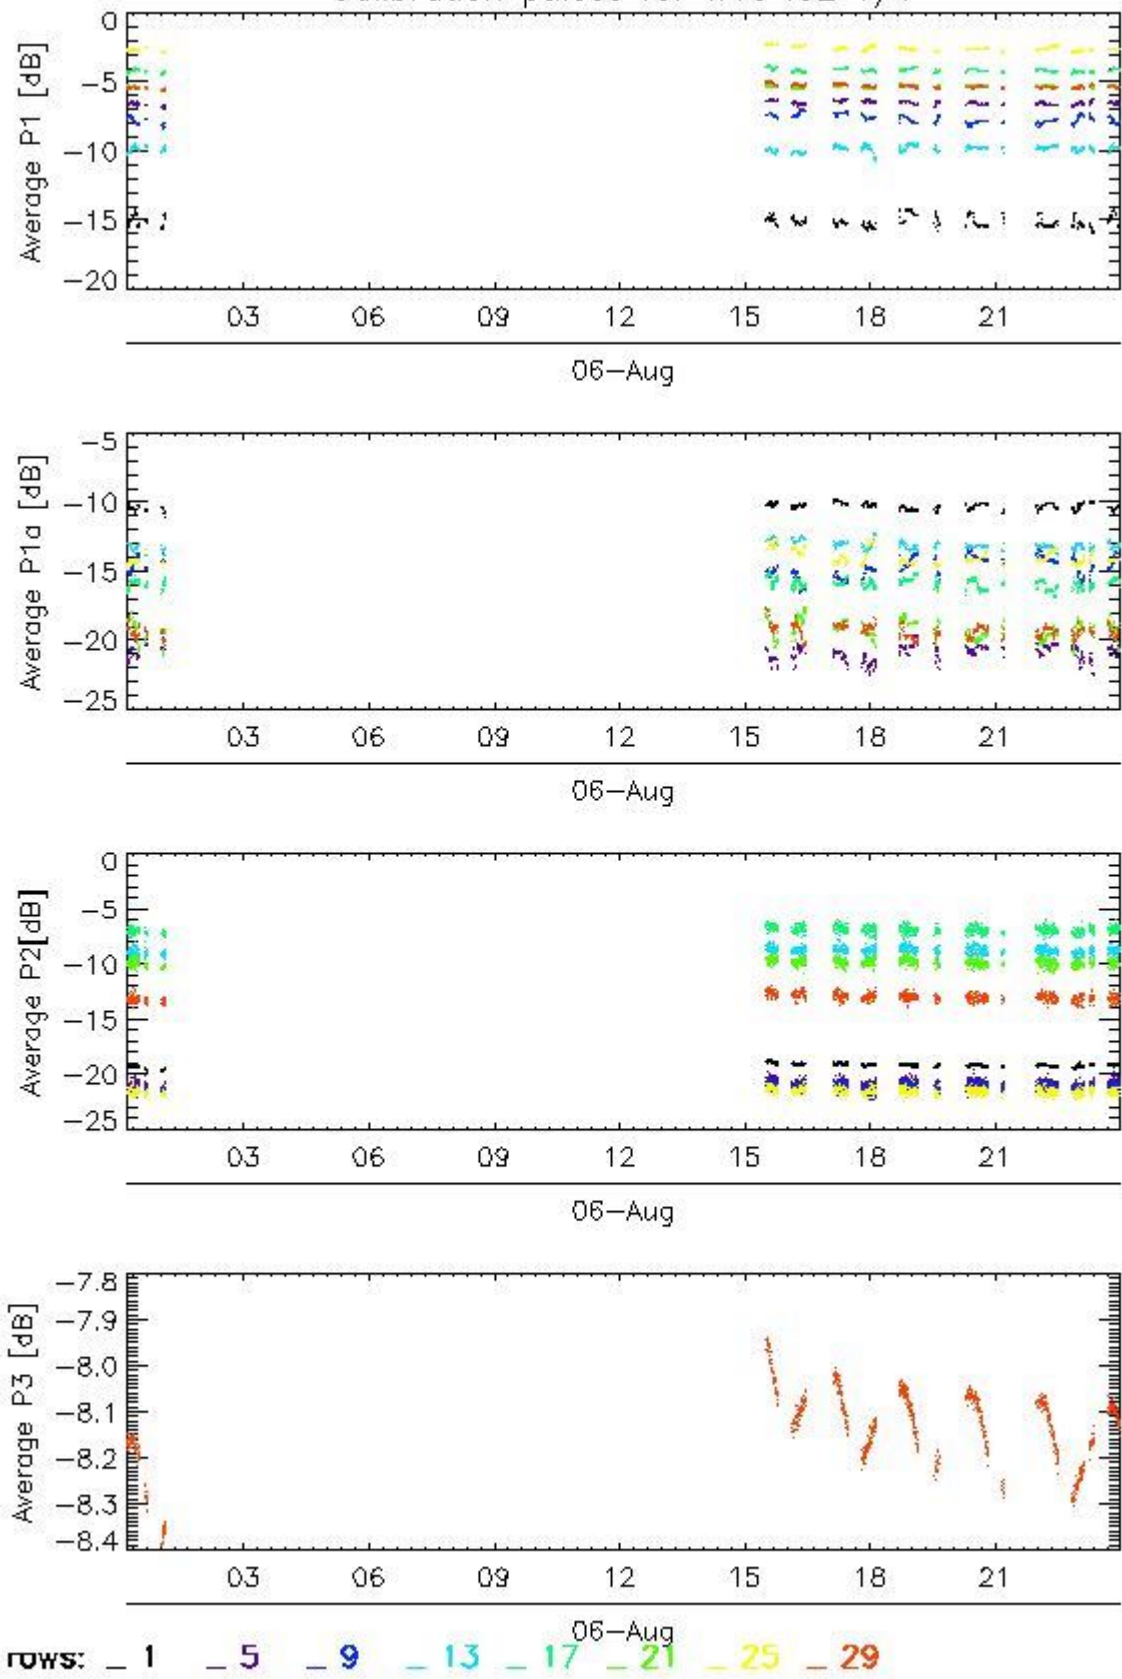 0
−5
−10
−15
−20
Average P1 [dB]
03 06 09 12 15 18 21
06−Aug
−5
−10
−15
−20
−25
Average P1a [dB]
03 06 09 12 15 18 21
06−Aug
0
−5
−10
−15
−20
−25
Average P2[dB]
03 06 09 12 15 18 21
06−Aug
−7.8
−7.9
−8.0
−8.1
−8.2
−8.3
−8.4
Average P3 [dB]
03 06 09 12 15 18 21
06−Aug
rows: _ 1 _ 5 _ 9 _ 13 _ 17 _ 21 _ 25 _ 29